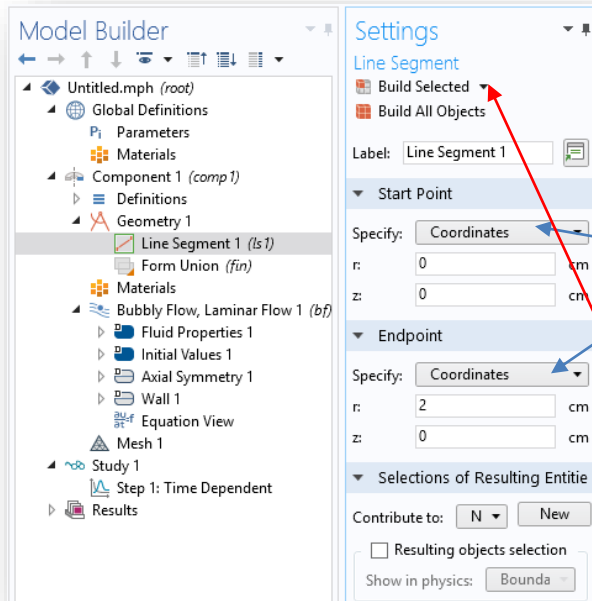 Model Builder
Untitled.mph (root)
Global Definitions
Pi Parameters
Materials
Component 1 (comp1)
Definitions
Geometry 1
Line Segment 1 (ls1)
Form Union (fin)
Materials
Bubbly Flow, Laminar Flow 1 (bf)
Fluid Properties 1
Initial Values 1
Axial Symmetry 1
Wall 1
Equation View
Mesh 1
Study 1
Step 1: Time Dependent
Results
Settings
Line Segment
Build Selected
Build All Objects
Label: Line Segment 1
Start Point
Specify: Coordinates
r: 0 cm
z: 0 cm
Endpoint
Specify: Coordinates
r: 2 cm
z: 0 cm
Selections of Resulting Entitie
Contribute to: N New
Resulting objects selection
Show in physics: Bounda